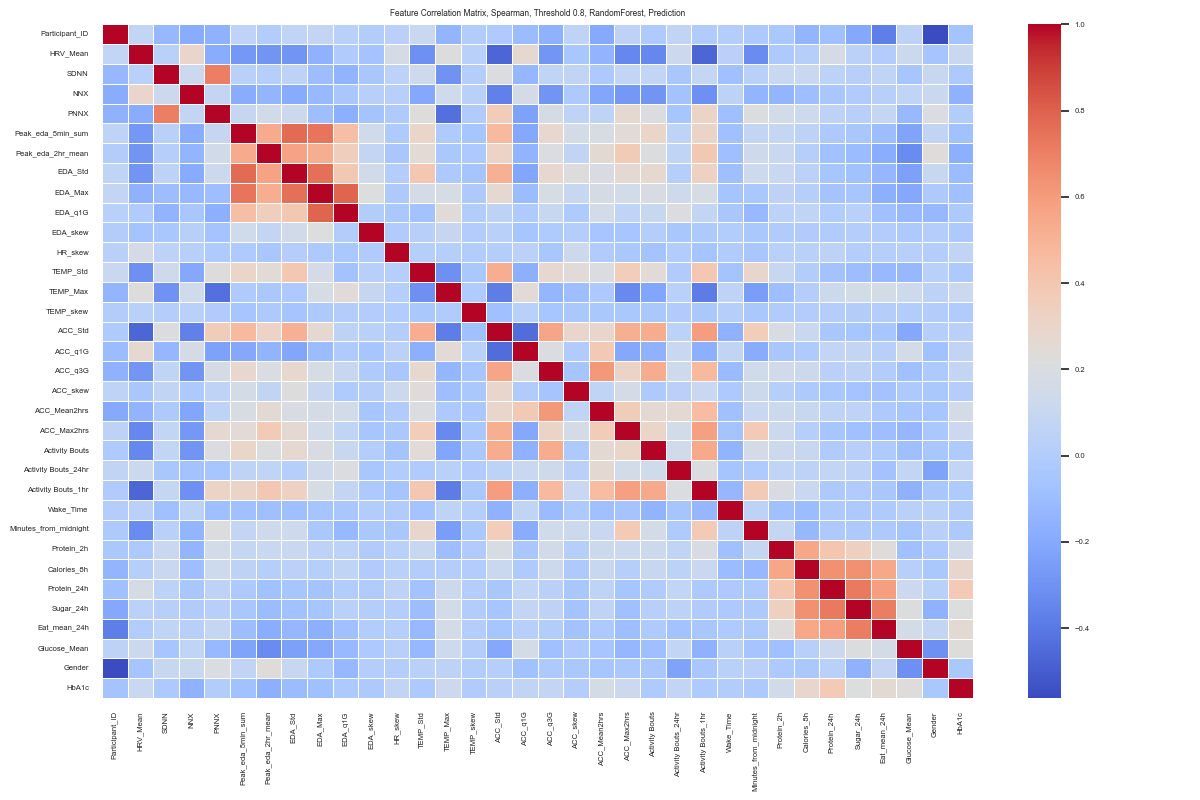 Feature Correlation Matrix, Spearman, Threshold 0.8, RandomForest, Prediction
Participant_ID
HRV_Mean
SDNN
NNX
PNNX
Peak_eda_5min_sum
Peak_eda_2hr_mean
EDA_Std
EDA_Max
EDA_q1G
EDA_skew
HR_skew
TEMP_Std
TEMP_Max
TEMP_skew
ACC_Std
ACC_q1G
ACC_q3G
ACC_skew
ACC_Mean2hrs
ACC_Max2hrs
Activity Bouts
Activity Bouts_24hr
Activity Bouts_1hr
Wake_Time
Minutes_from_midnight
Protein_2h
Calories_5h
Protein_24h
Sugar_24h
Eat_mean_24h
Glucose_Mean
Gender
HbA1c
Participant_ID
HRV_Mean
SDNN
NNX
PNNX
Peak_eda_5min_sum
Peak_eda_2hr_mean
EDA_Std
EDA_Max
EDA_q1G
EDA_skew
HR_skew
TEMP_Std
TEMP_Max
TEMP_skew
ACC_Std
ACC_q1G
ACC_q3G
ACC_skew
ACC_Mean2hrs
ACC_Max2hrs
Activity Bouts
Activity Bouts_24hr
Activity Bouts_1hr
Wake_Time
Minutes_from_midnight
Protein_2h
Calories_5h
Protein_24h
Sugar_24h
Eat_mean_24h
Glucose_Mean
Gender
HbA1c
1.0
0.8
0.6
0.4
0.2
0.0
−0.2
−0.4